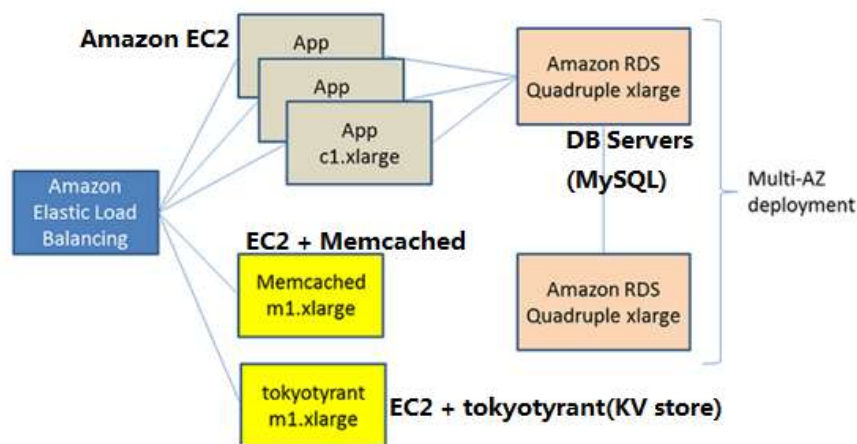 Amazon EC2
App
App
App
c1.xlarge
Amazon RDS
Quadruple xlarge
DB Servers
(MySQL)
Multi-AZ
deployment
Amazon
Elastic Load
Balancing
EC2 + Memcached
Memcached
m1.xlarge
Amazon RDS
Quadruple xlarge
tokyotyrant
m1.xlarge
EC2 + tokyotyrant(KV store)